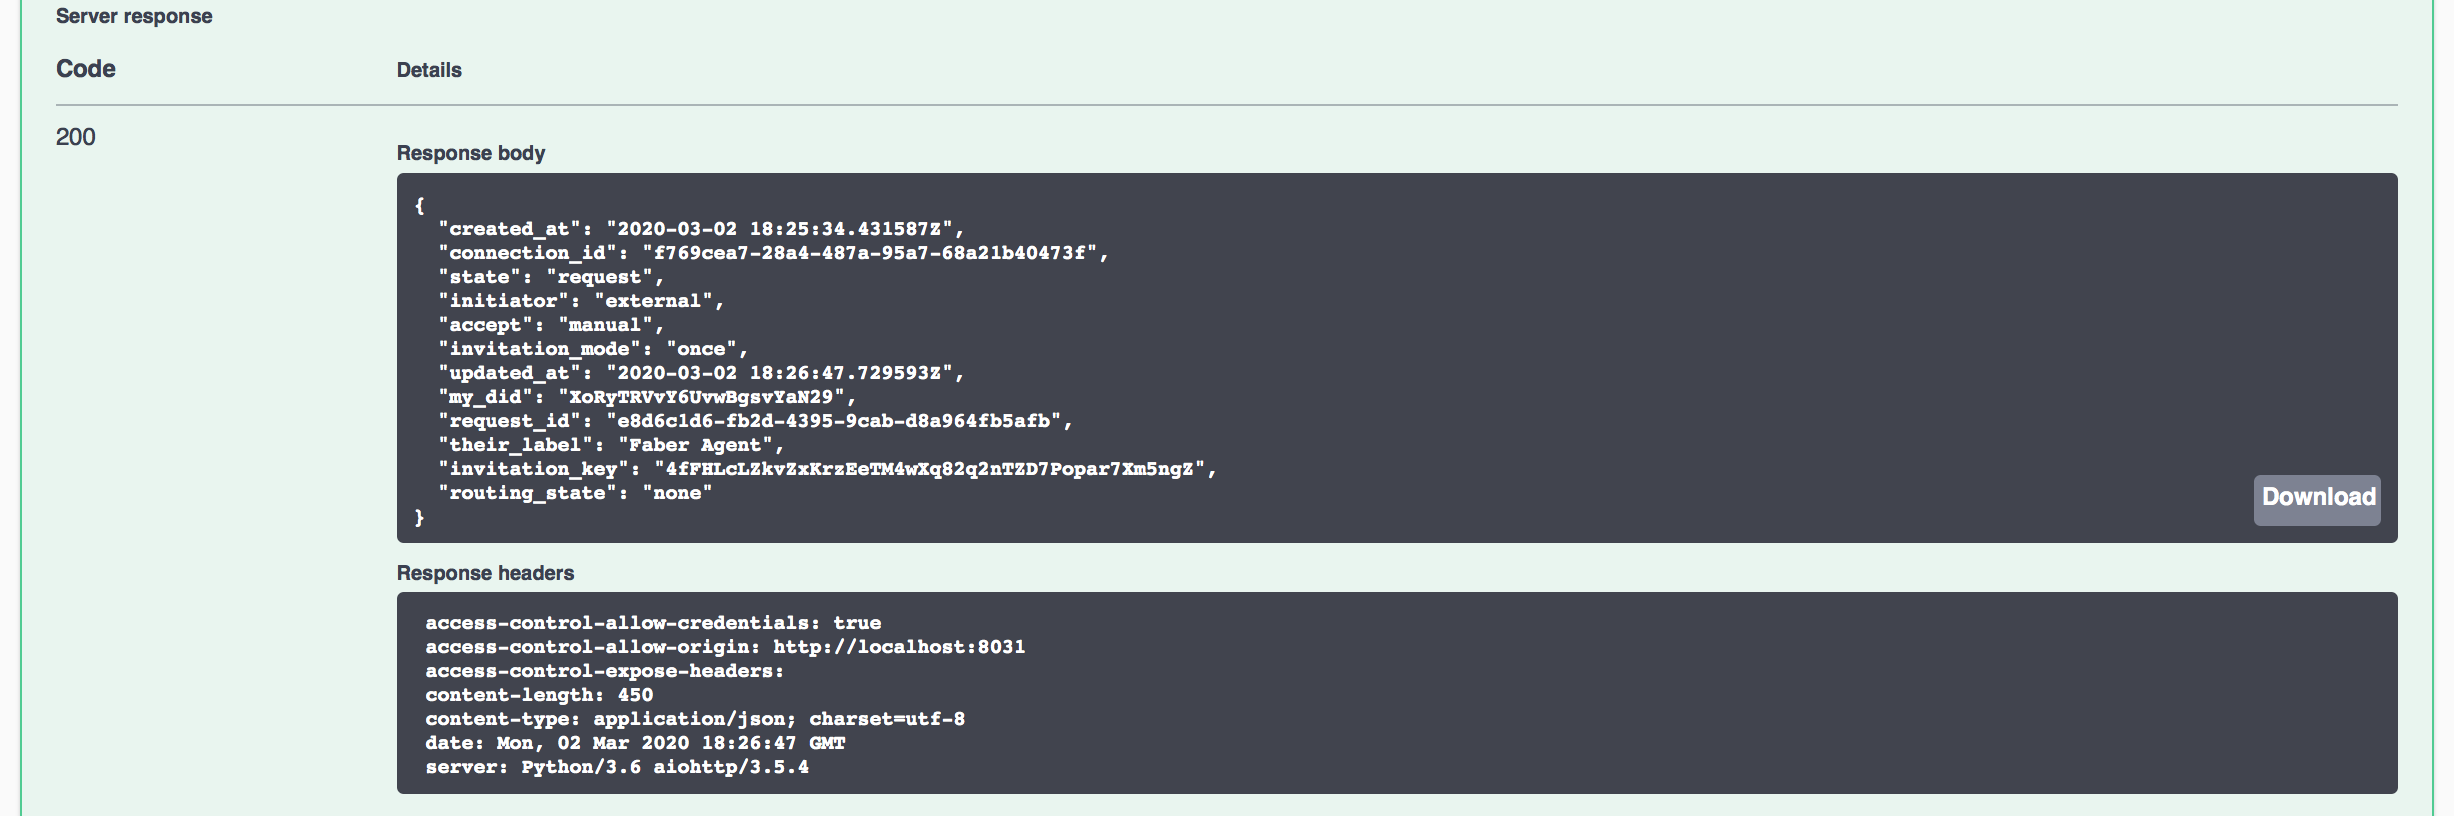 Server response
Code Details
200
Response body
{
"created_at": "2020-03-02 18:25:34.431587Z",
"connection_id": "f769cea7-28a4-487a-95a7-68a21b40473f",
"state": "request",
"initiator": "external",
"accept": "manual",
"invitation_mode": "once",
"updated_at": "2020-03-02 18:26:47.729593Z",
"my_did": "XoRyTRVvY6UvwBgsvYaN29",
"request_id": "e8d6c1d6-fb2d-4395-9cab-d8a964fb5afb",
"their_label": "Faber Agent",
"invitation_key": "4fFHLcLZkvZxKrzEeTM4wXq82q2nTZD7Popar7Xm5ngZ",
"routing_state": "none"
}
Download
Response headers
access-control-allow-credentials: true
access-control-allow-origin: http://localhost:8031
access-control-expose-headers:
content-length: 450
content-type: application/json; charset=utf-8
date: Mon, 02 Mar 2020 18:26:47 GMT
server: Python/3.6 aiohttp/3.5.4